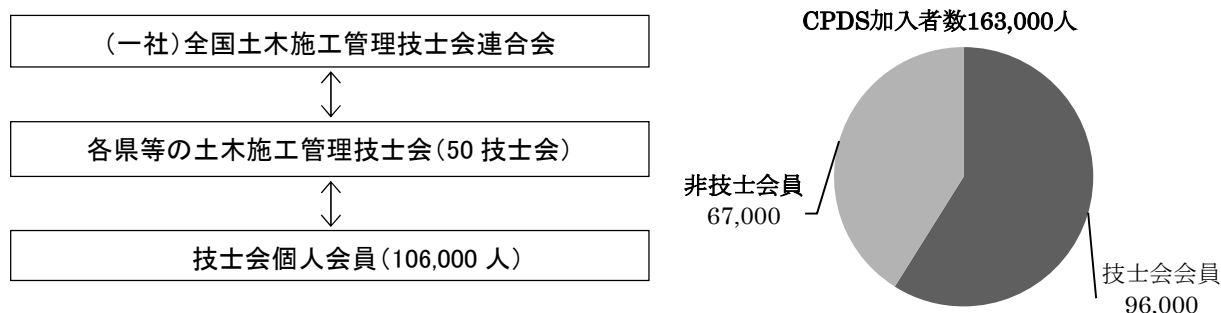 （一社）全国土木施工管理技士会連合会
各県等の土木施工管理技士会（50 技士会）
技士会個人会員（106,000 人）
CPDS加入者数163,000人
非技士会員
67,000
技士会会員
96,000